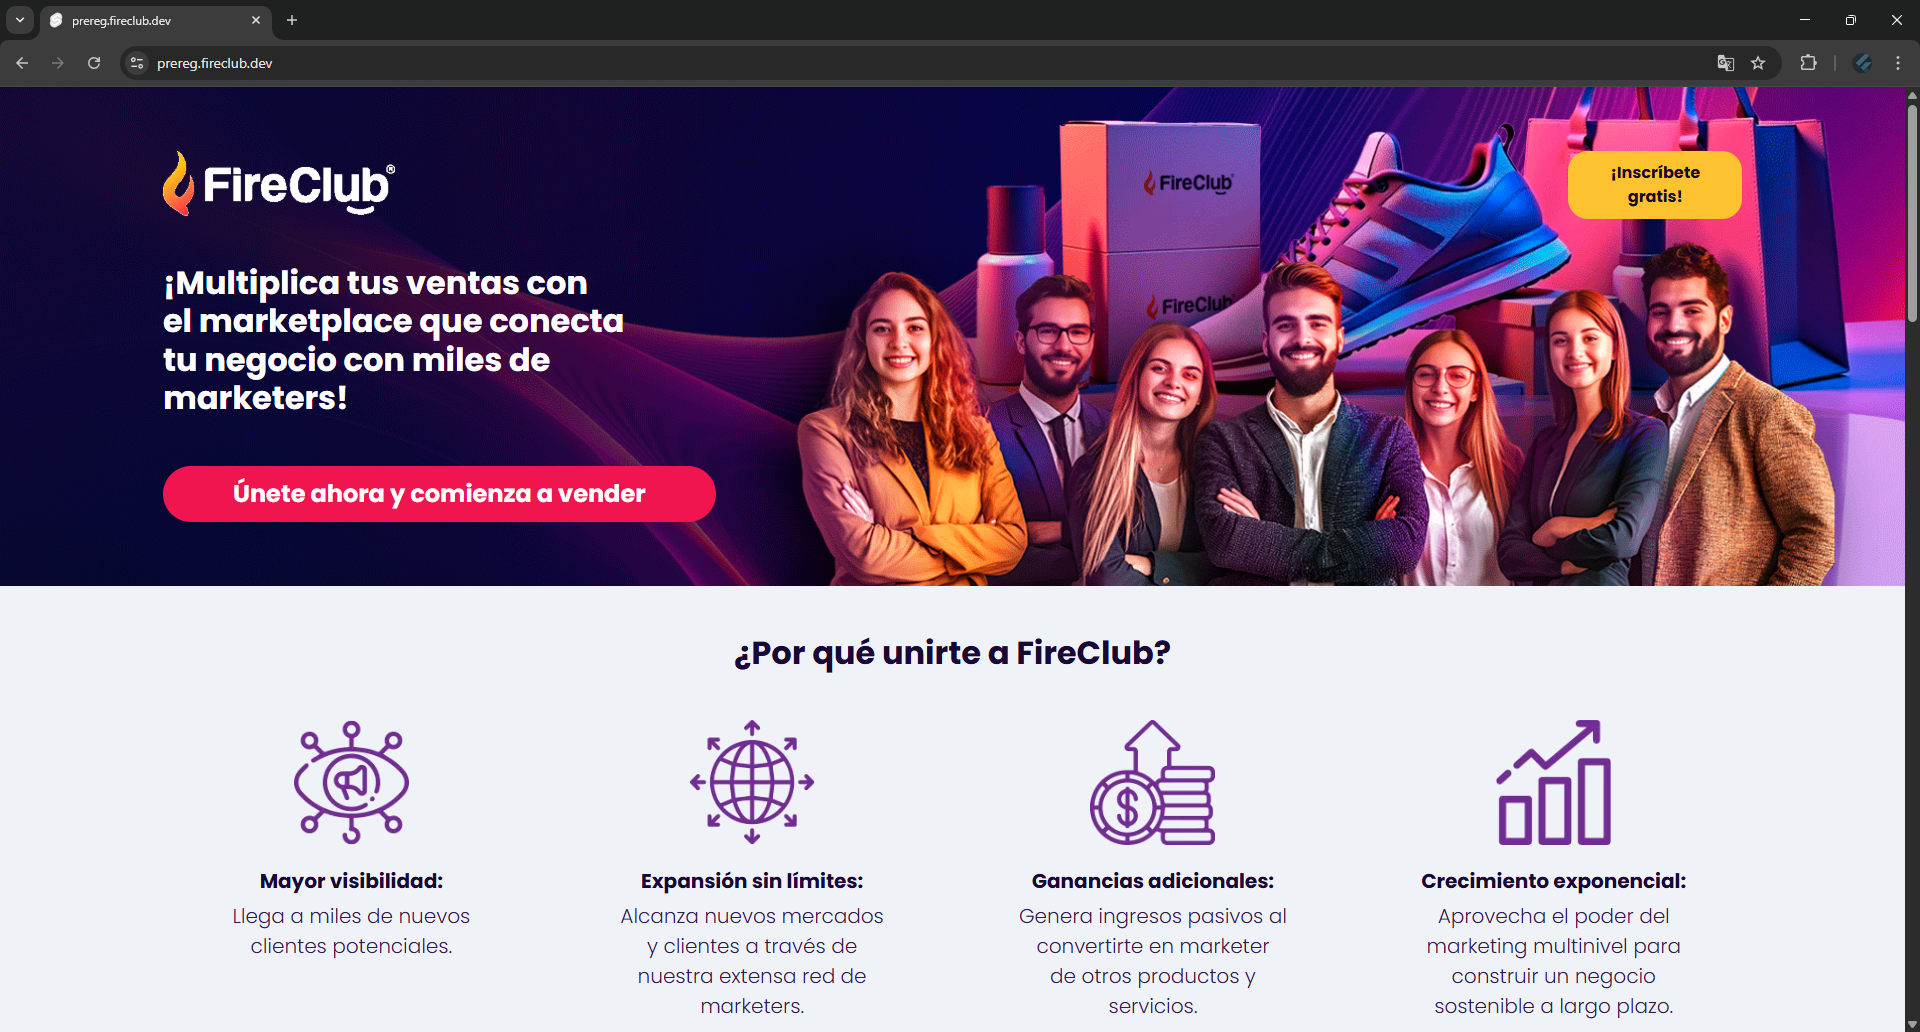 prereg.fireclub.dev
prereg.fireclub.dev
FireClub®
FireClub
FireClub
¡Inscríbete
gratis!
¡Multiplica tus ventas con
el marketplace que conecta
tu negocio con miles de
marketers!
Únete ahora y comienza a vender
¿Por qué unirte a FireClub?
Mayor visibilidad:
Llega a miles de nuevos
clientes potenciales.
Expansión sin límites:
Alcanza nuevos mercados
y clientes a través de
nuestra extensa red de
marketers.
Ganancias adicionales:
Genera ingresos pasivos al
convertirte en marketer
de otros productos y
servicios.
Crecimiento exponencial:
Aprovecha el poder del
marketing multinivel para
construir un negocio
sostenible a largo plazo.